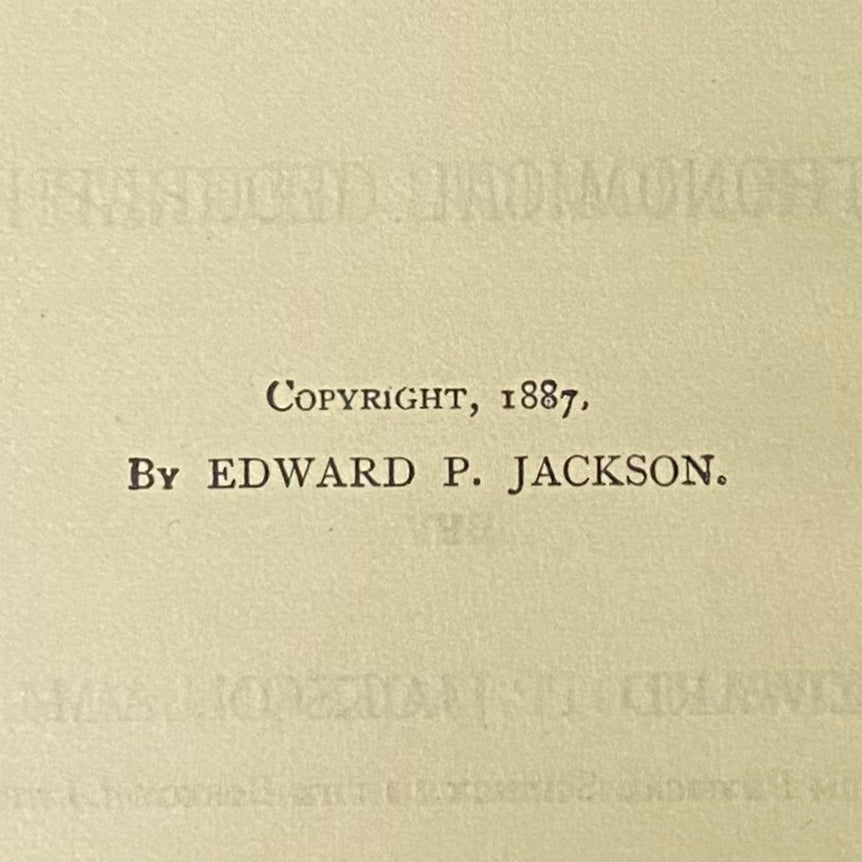 COPYRIGHT, 1887,
BY EDWARD P. JACKSON.